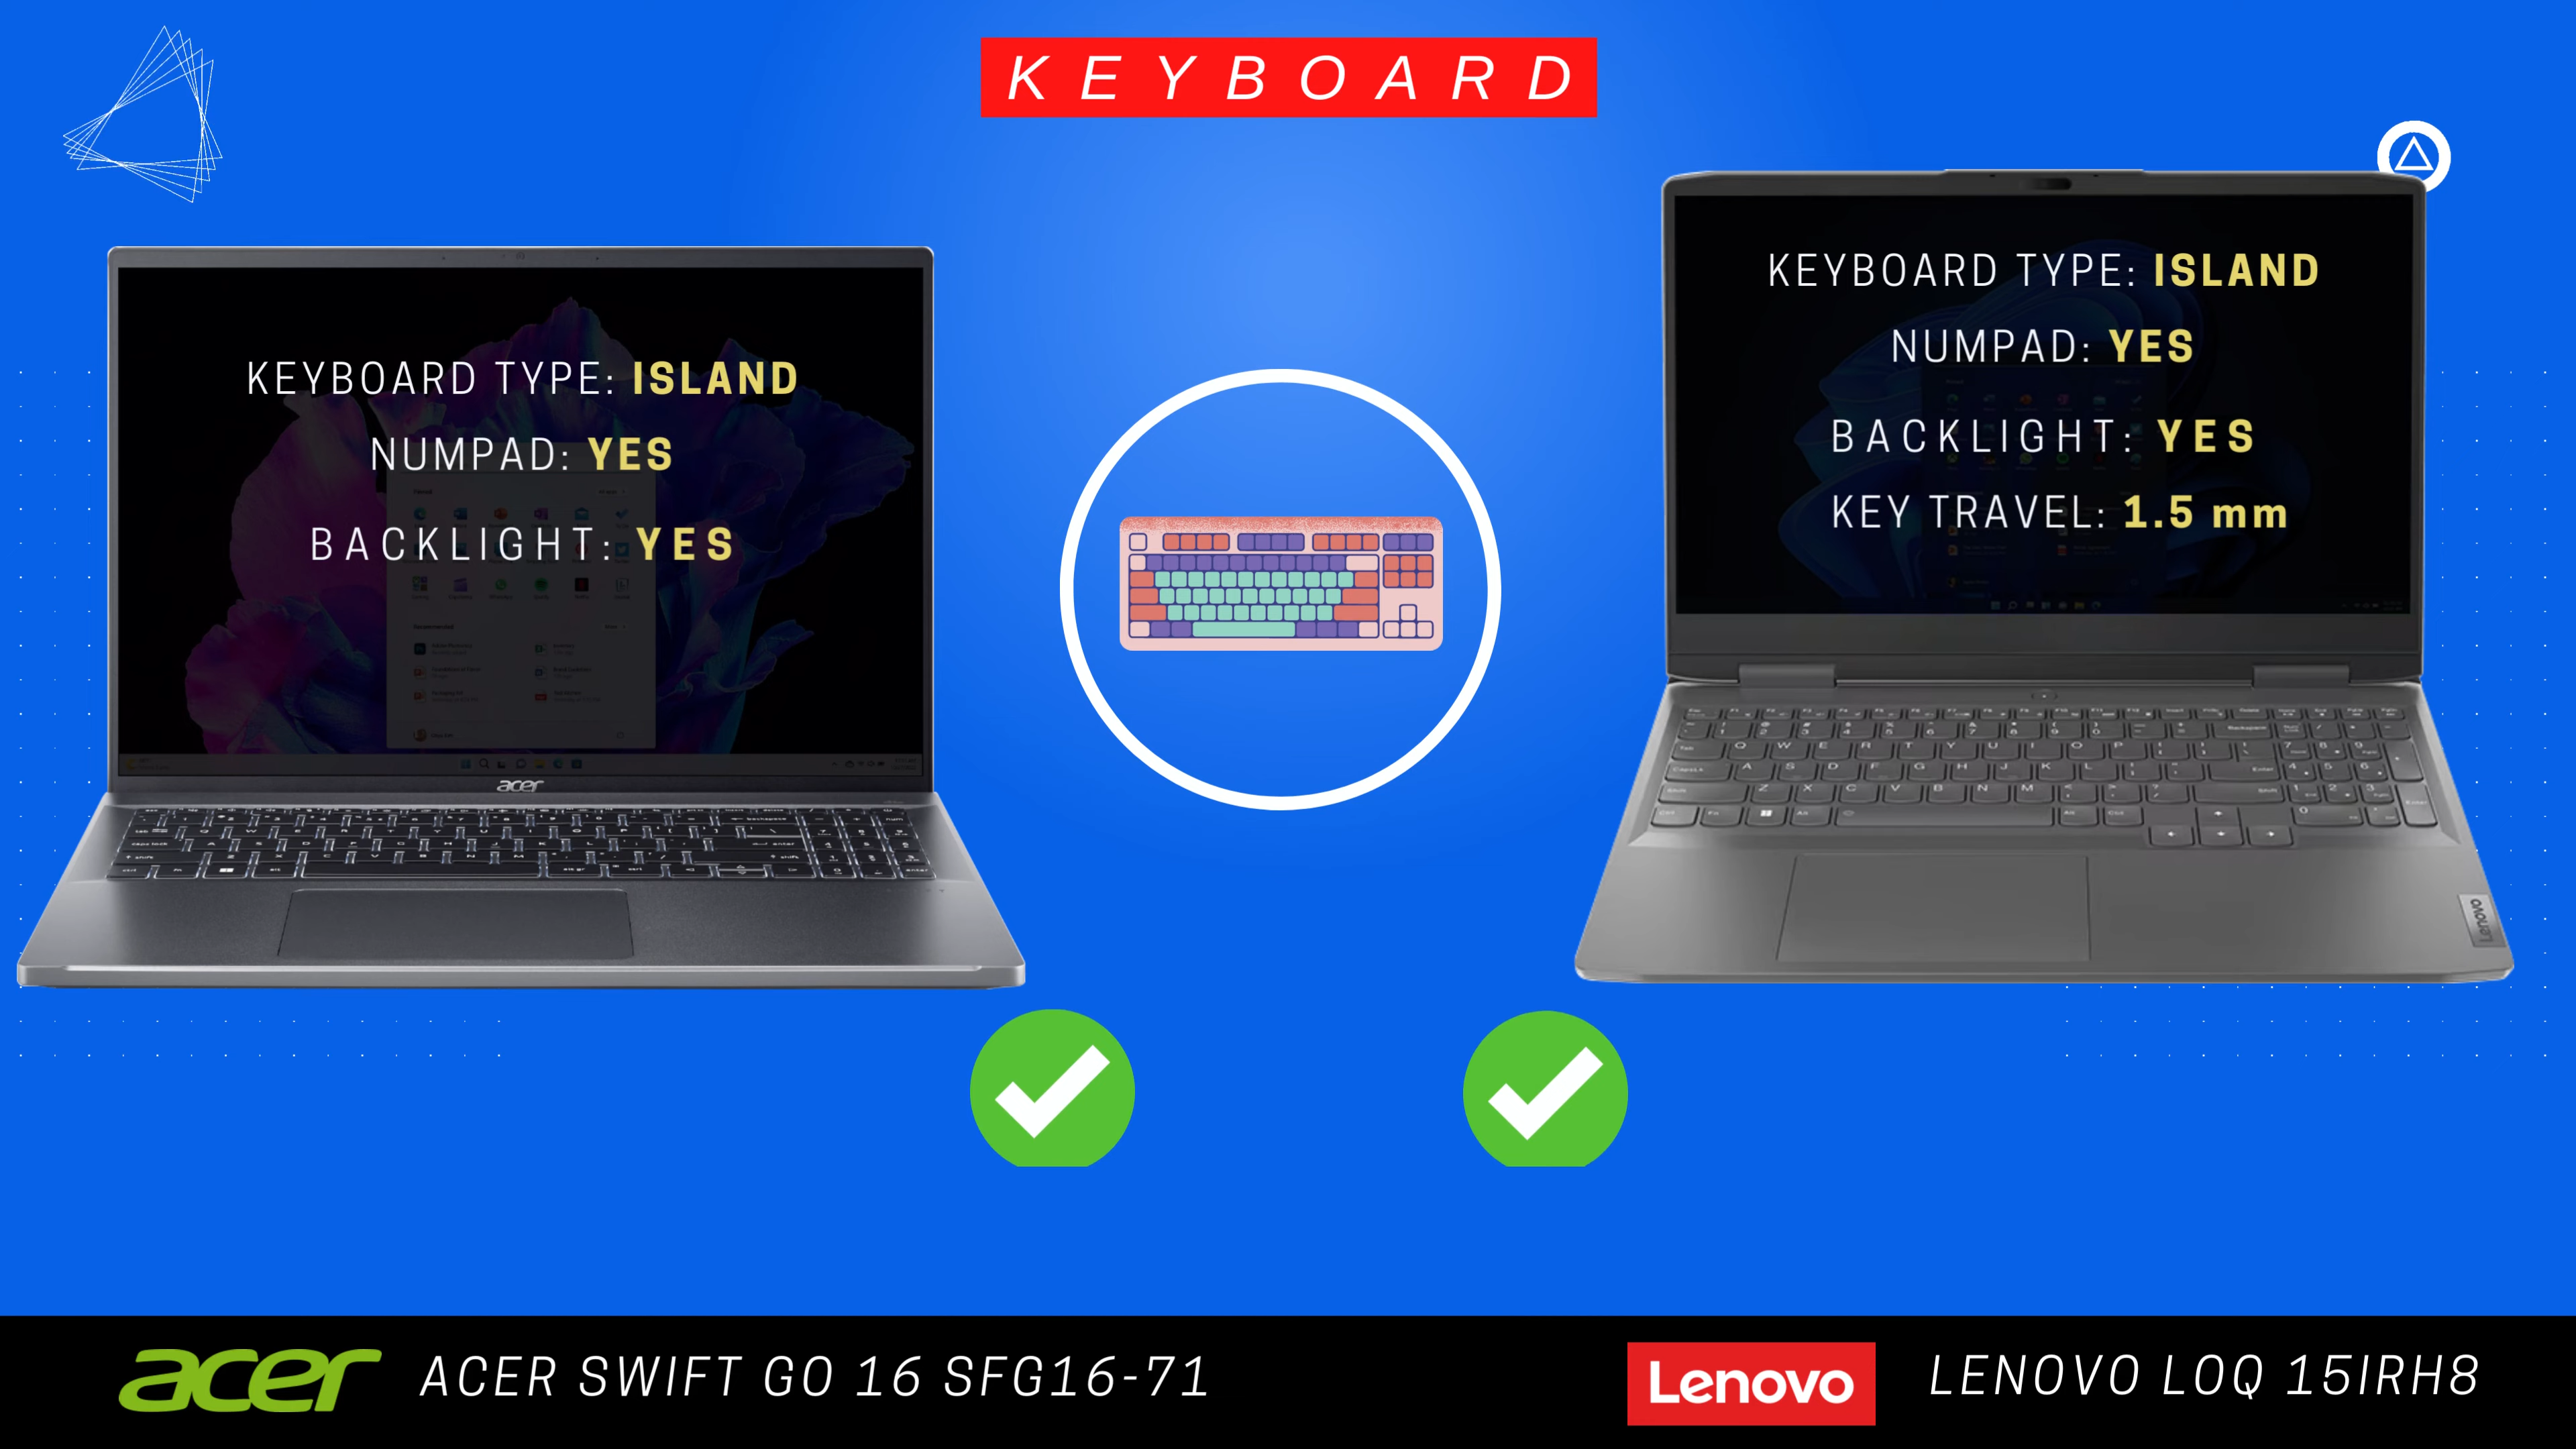 KEYBOARD
KEYBOARD TYPE: ISLAND
NUMPAD: YES
BACKLIGHT: YES
acer
KEYBOARD TYPE: ISLAND
NUMPAD: YES
BACKLIGHT: YES
KEY TRAVEL: 1.5 mm
Lenovo
acer ACER SWIFT GO 16 SFG16-71
Lenovo LENOVO LOQ 15IRH8